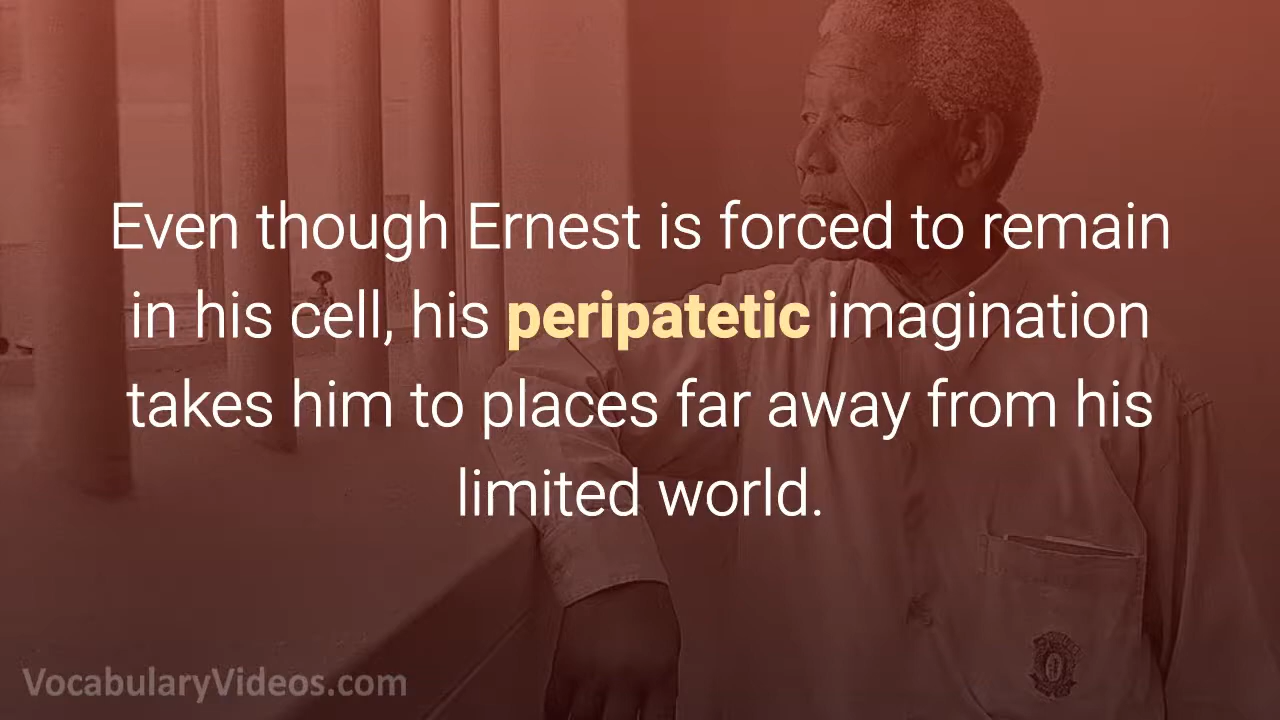 Even though Ernest is forced to remain
in his cell, his peripatetic imagination
takes him to places far away from his
limited world.
VocabularyVideos.com